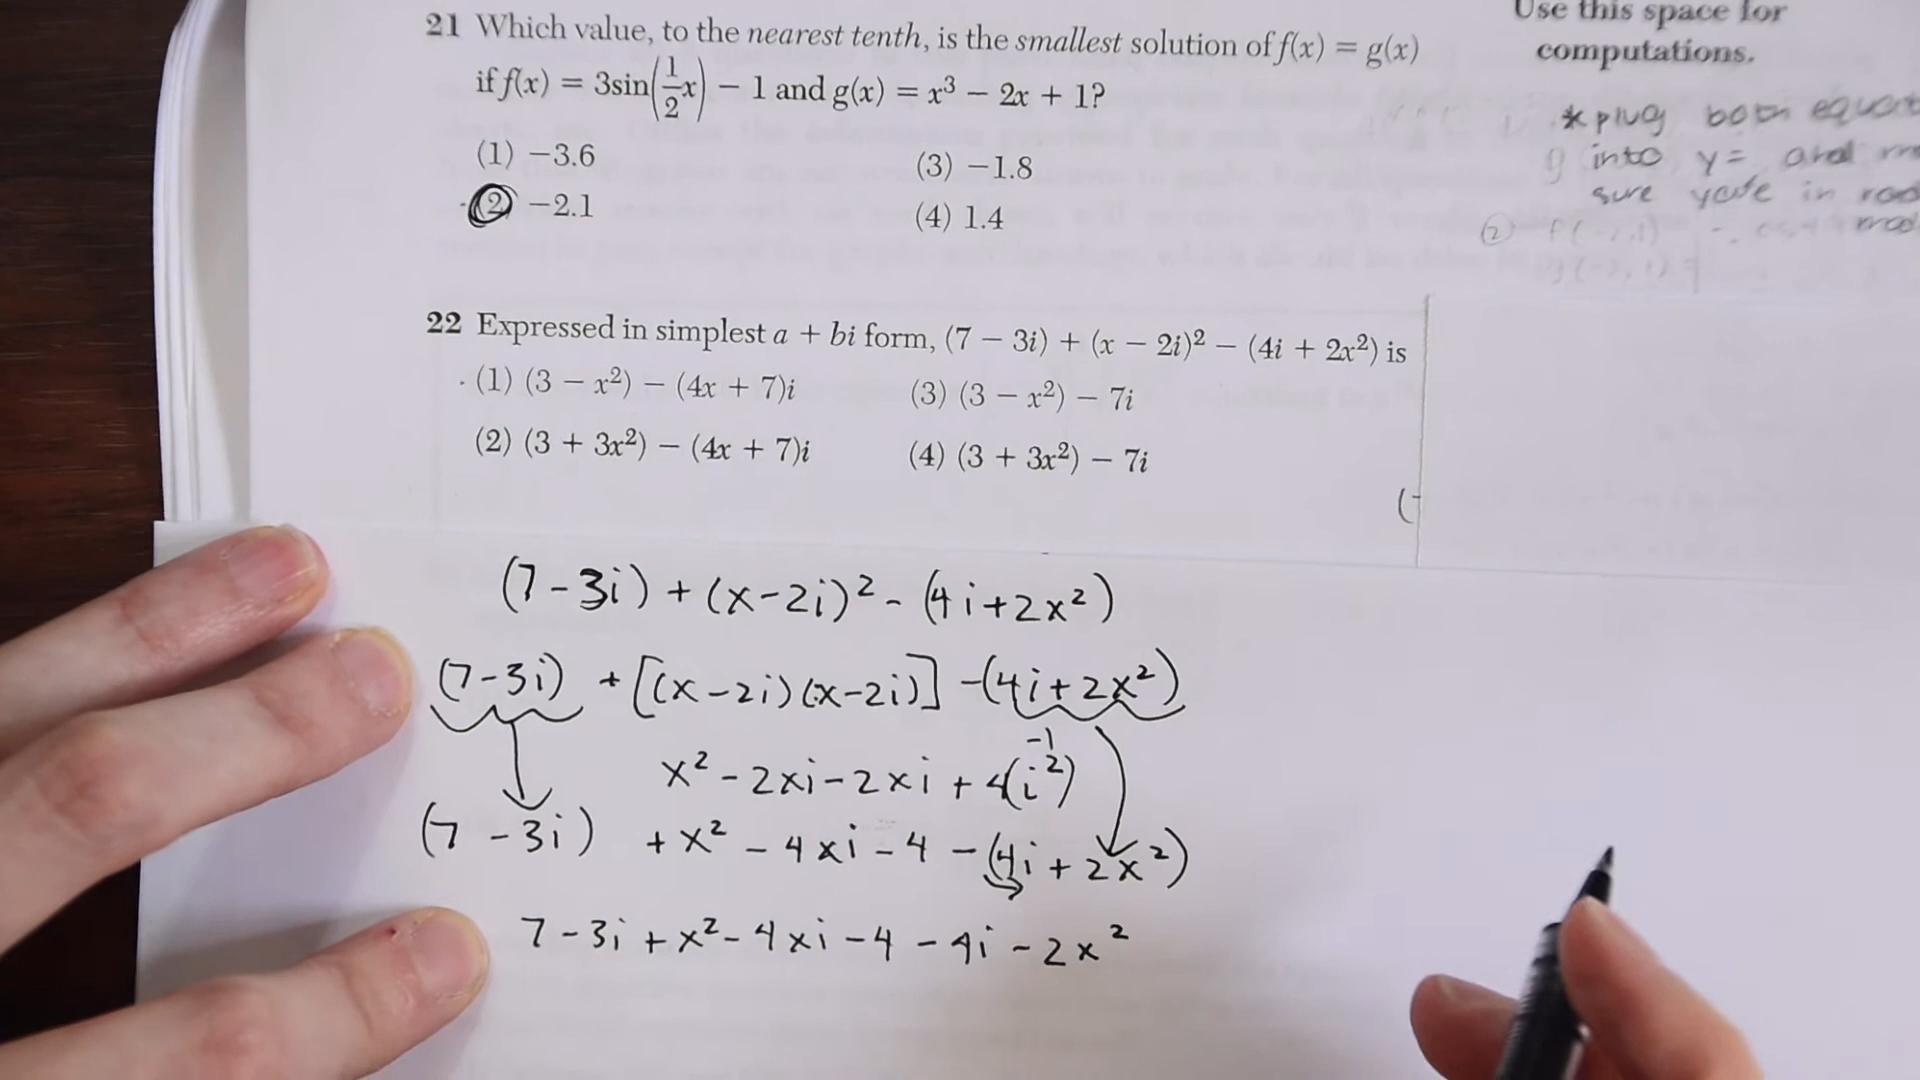 21 Which value, to the nearest tenth, is the smallest solution of f(x) = g(x)
if f(x) = 3sin(1/2 x) − 1 and g(x) = x³ − 2x + 1?
(1) −3.6
(3) −1.8
(2) −2.1
(4) 1.4
Use this space for
computations.
*plug both
into y= and
sure in
(2)
22 Expressed in simplest a + bi form, (7 − 3i) + (x − 2i)² − (4i + 2x²) is
(1) (3 − x²) − (4x + 7)i
(3) (3 − x²) − 7i
(2) (3 + 3x²) − (4x + 7)i
(4) (3 + 3x²) − 7i
(7-3i) + (x-2i)² - (4i+2x²)
(7-3i) + [(x-2i)(x-2i)] -(4i+2x²)
-1
x² - 2xi - 2xi + 4(i²)
(7-3i) + x² - 4xi - 4 - (4i + 2x²)
7 - 3i + x² - 4xi - 4 - 4i - 2x²